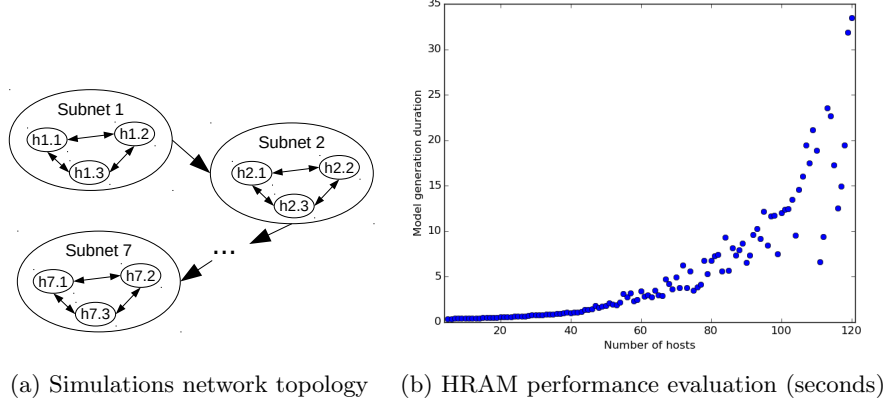 Subnet 1
h1.1
h1.2
h1.3
Subnet 2
h2.1
h2.2
h2.3
...
Subnet 7
h7.1
h7.2
h7.3
(a) Simulations network topology
35
30
25
20
15
10
5
0
Model generation duration
20
40
60
80
100
120
Number of hosts
(b) HRAM performance evaluation (seconds)